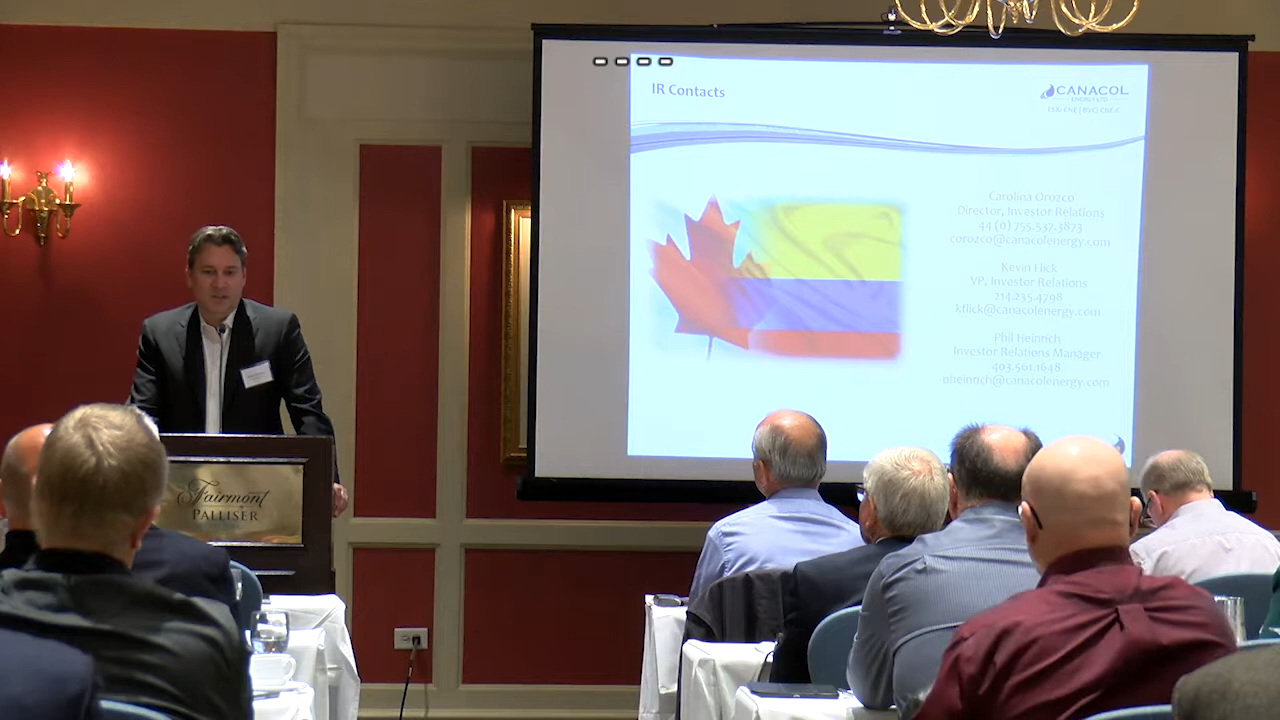 IR Contacts
CANACOL
ENERGY LTD
Carolina Orozco
Director, Investor Relations
44 (0) 755.537.3873
corozco@canacolenergy.com
Kevin Flick
VP, Investor Relations
214.235.4798
kflick@canacolenergy.com
Phil Heinrich
Investor Relations Manager
403.561.1648
pheinrich@canacolenergy.com
Fairmont
PALLISER